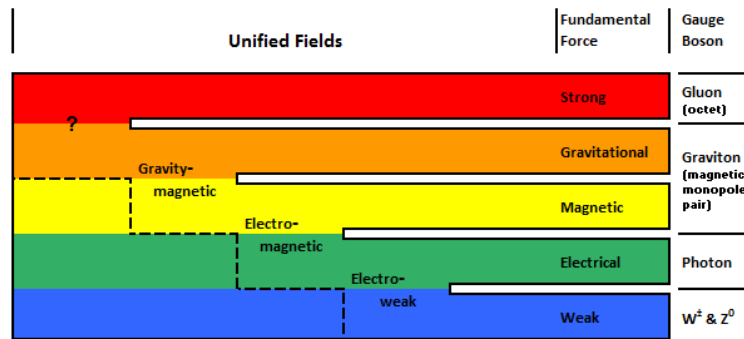 Unified Fields
Fundamental
Force
Gauge
Boson
Strong
Gluon
(octet)
?
Gravitational
Graviton
(magnetic
monopole
pair)
Gravity-
magnetic
Magnetic
Electro-
magnetic
Electrical
Photon
Electro-
weak
Weak
W± & Z⁰